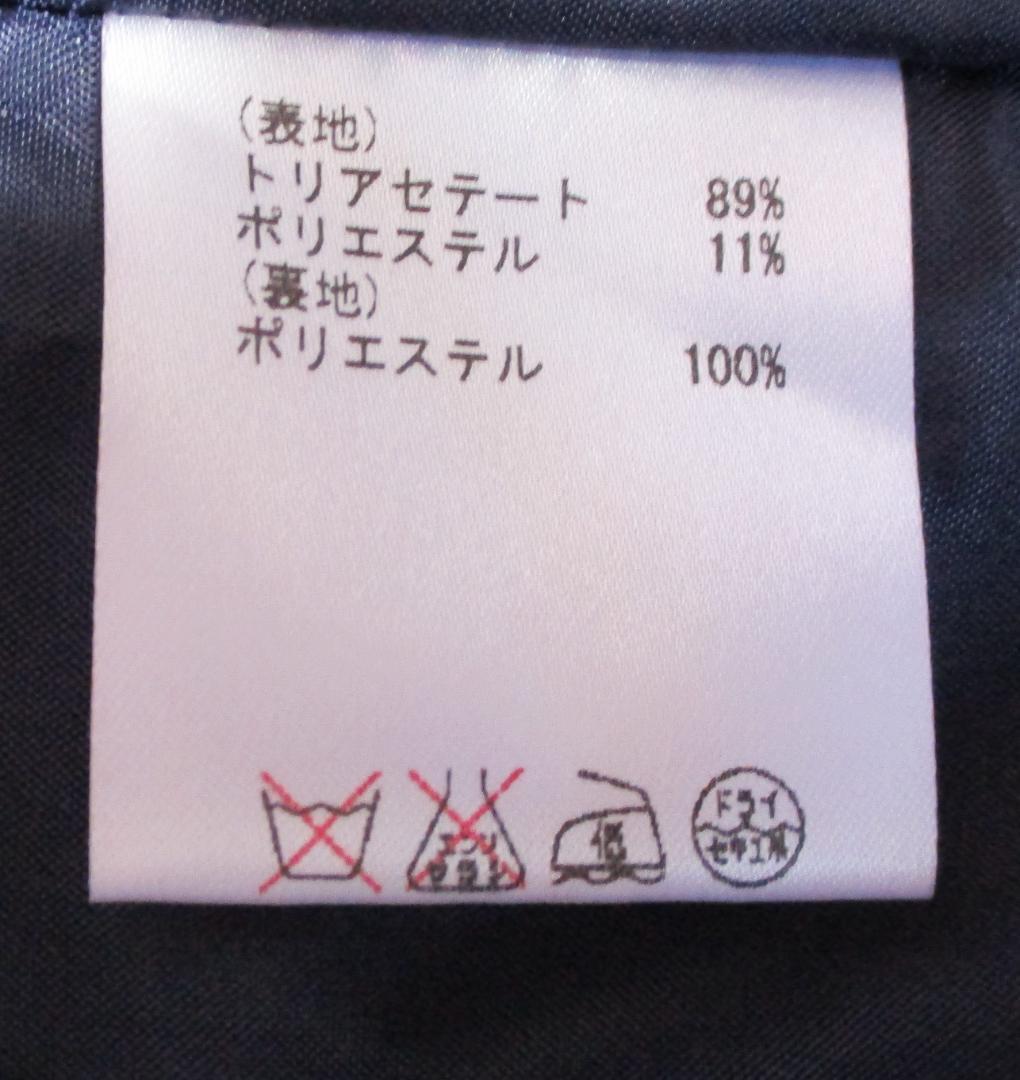 (表地)
トリアセテート 89%
ポリエステル 11%
(裏地)
ポリエステル 100%
エンソ
サラシ
低
ドライ
セキユ系